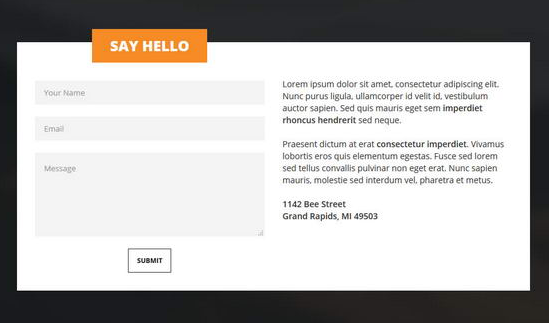 SAY HELLO
Your Name
Email
Message
SUBMIT
Lorem ipsum dolor sit amet, consectetur adipiscing elit.
Nunc purus ligula, ullamcorper id velit id, vestibulum
auctor sapien. Sed quis mauris eget sem imperdiet
rhoncus hendrerit sed neque.
Praesent dictum at erat consectetur imperdiet. Vivamus
lobortis eros quis elementum egestas. Fusce sed lorem
sed tellus convallis pulvinar non eget erat. Nunc sapien
mauris, molestie sed interdum vel, pharetra et metus.
1142 Bee Street
Grand Rapids, MI 49503